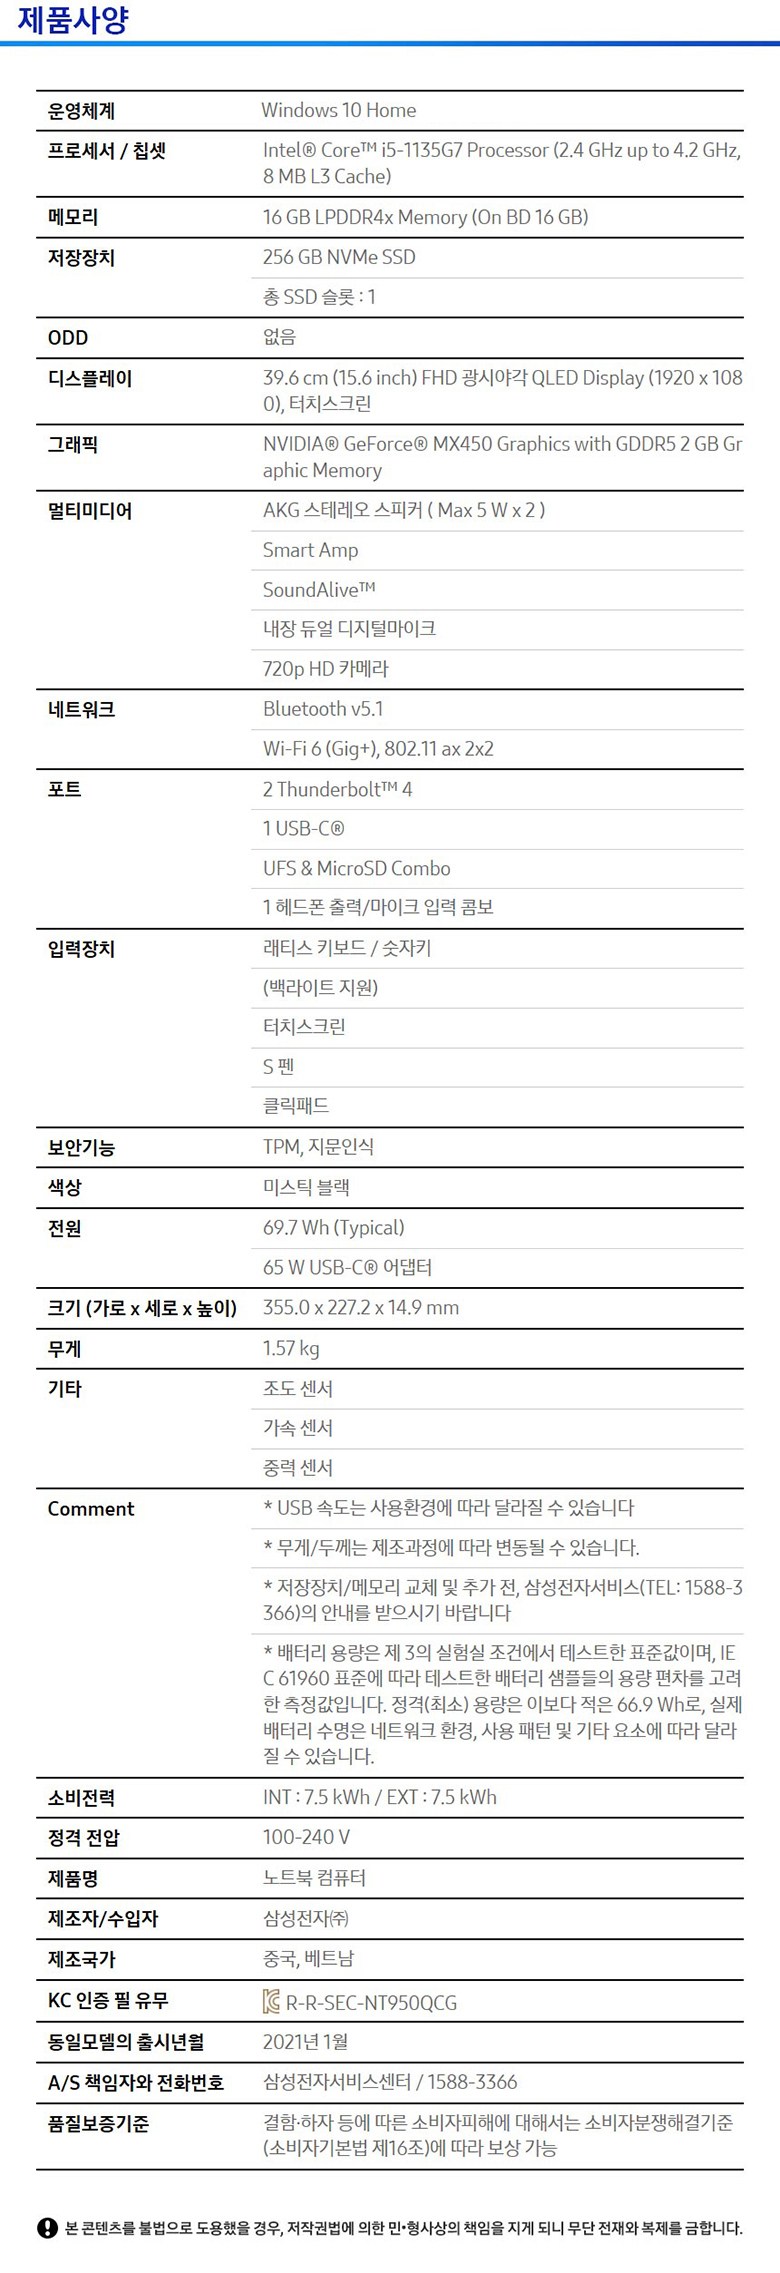 제품사양
운영체계 Windows 10 Home
프로세서 / 칩셋 Intel® Core™ i5-1135G7 Processor (2.4 GHz up to 4.2 GHz,
8 MB L3 Cache)
메모리 16 GB LPDDR4x Memory (On BD 16 GB)
저장장치 256 GB NVMe SSD
총 SSD 슬롯 : 1
ODD 없음
디스플레이 39.6 cm (15.6 inch) FHD 광시야각 QLED Display (1920 x 108
0), 터치스크린
그래픽 NVIDIA® GeForce® MX450 Graphics with GDDR5 2 GB Gr
aphic Memory
멀티미디어 AKG 스테레오 스피커 ( Max 5 W x 2 )
Smart Amp
SoundAlive™
내장 듀얼 디지털마이크
720p HD 카메라
네트워크 Bluetooth v5.1
Wi-Fi 6 (Gig+), 802.11 ax 2x2
포트 2 Thunderbolt™ 4
1 USB-C®
UFS & MicroSD Combo
1 헤드폰 출력/마이크 입력 콤보
입력장치 래티스 키보드 / 숫자키
(백라이트 지원)
터치스크린
S 펜
클릭패드
보안기능 TPM, 지문인식
색상 미스틱 블랙
전원 69.7 Wh (Typical)
65 W USB-C® 어댑터
크기 (가로 x 세로 x 높이) 355.0 x 227.2 x 14.9 mm
무게 1.57 kg
기타 조도 센서
가속 센서
중력 센서
Comment * USB 속도는 사용환경에 따라 달라질 수 있습니다
* 무게/두께는 제조과정에 따라 변동될 수 있습니다.
* 저장장치/메모리 교체 및 추가 전, 삼성전자서비스(TEL: 1588-3
366)의 안내를 받으시기 바랍니다
* 배터리 용량은 제 3의 실험실 조건에서 테스트한 표준값이며, IE
C 61960 표준에 따라 테스트한 배터리 샘플들의 용량 편차를 고려
한 측정값입니다. 정격(최소) 용량은 이보다 적은 66.9 Wh로, 실제
배터리 수명은 네트워크 환경, 사용 패턴 및 기타 요소에 따라 달라
질 수 있습니다.
소비전력 INT : 7.5 kWh / EXT : 7.5 kWh
정격 전압 100-240 V
제품명 노트북 컴퓨터
제조자/수입자 삼성전자㈜
제조국가 중국, 베트남
KC 인증 필 유무 KC R-R-SEC-NT950QCG
동일모델의 출시년월 2021년 1월
A/S 책임자와 전화번호 삼성전자서비스센터 / 1588-3366
품질보증기준 결함·하자 등에 따른 소비자피해에 대해서는 소비자분쟁해결기준
(소비자기본법 제16조)에 따라 보상 가능
본 콘텐츠를 불법으로 도용했을 경우, 저작권법에 의한 민•형사상의 책임을 지게 되니 무단 전재와 복제를 금합니다.